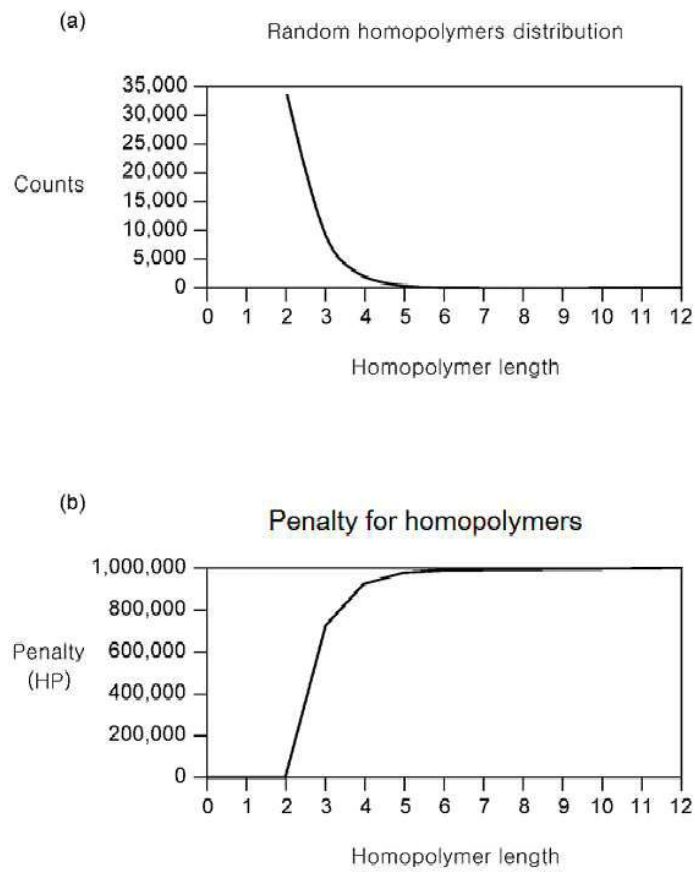 (a)
Random homopolymers distribution
35,000
30,000
25,000
20,000
15,000
10,000
5,000
0
Counts
0 1 2 3 4 5 6 7 8 9 10 11 12
Homopolymer length
(b)
Penalty for homopolymers
1,000,000
800,000
600,000
400,000
200,000
0
Penalty
(HP)
0 1 2 3 4 5 6 7 8 9 10 11 12
Homopolymer length